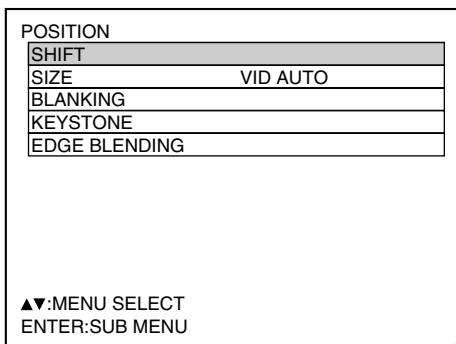 POSITION
SHIFT
SIZE VID AUTO
BLANKING
KEYSTONE
EDGE BLENDING
▲▼:MENU SELECT
ENTER:SUB MENU